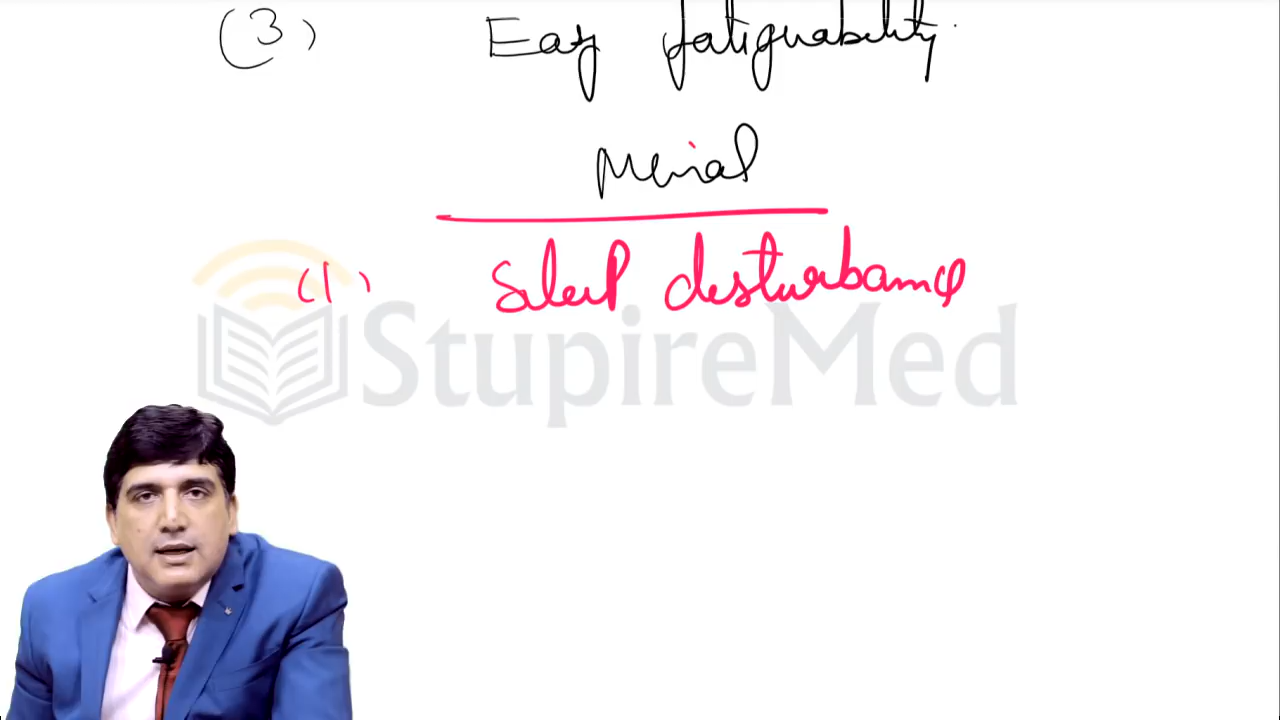 (3) Easy fatiguability
Menial
(1) Sleep disturbance
StupireMed